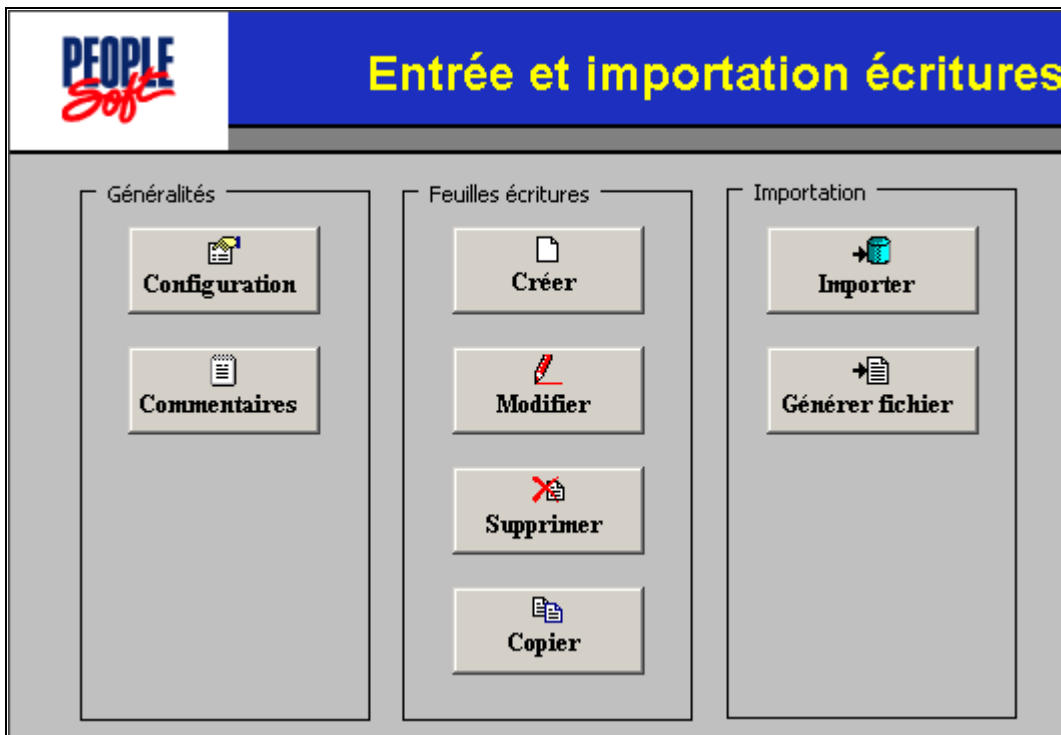 PEOPLE
Soft
Entrée et importation écritures
Généralités
Configuration
Commentaires
Feuilles écritures
Créer
Modifier
Supprimer
Copier
Importation
Importer
Générer fichier